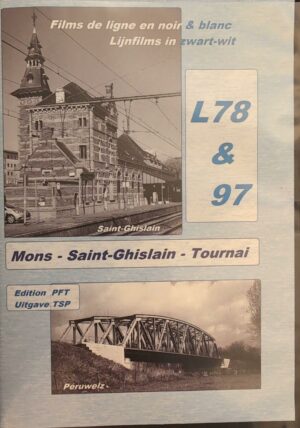 Films de ligne en noir & blanc
Lijnfilms in zwart-wit
L78
&
97
Saint-Ghislain
Mons - Saint-Ghislain - Tournai
Edition PFT
Uitgave TSP
Péruwelz